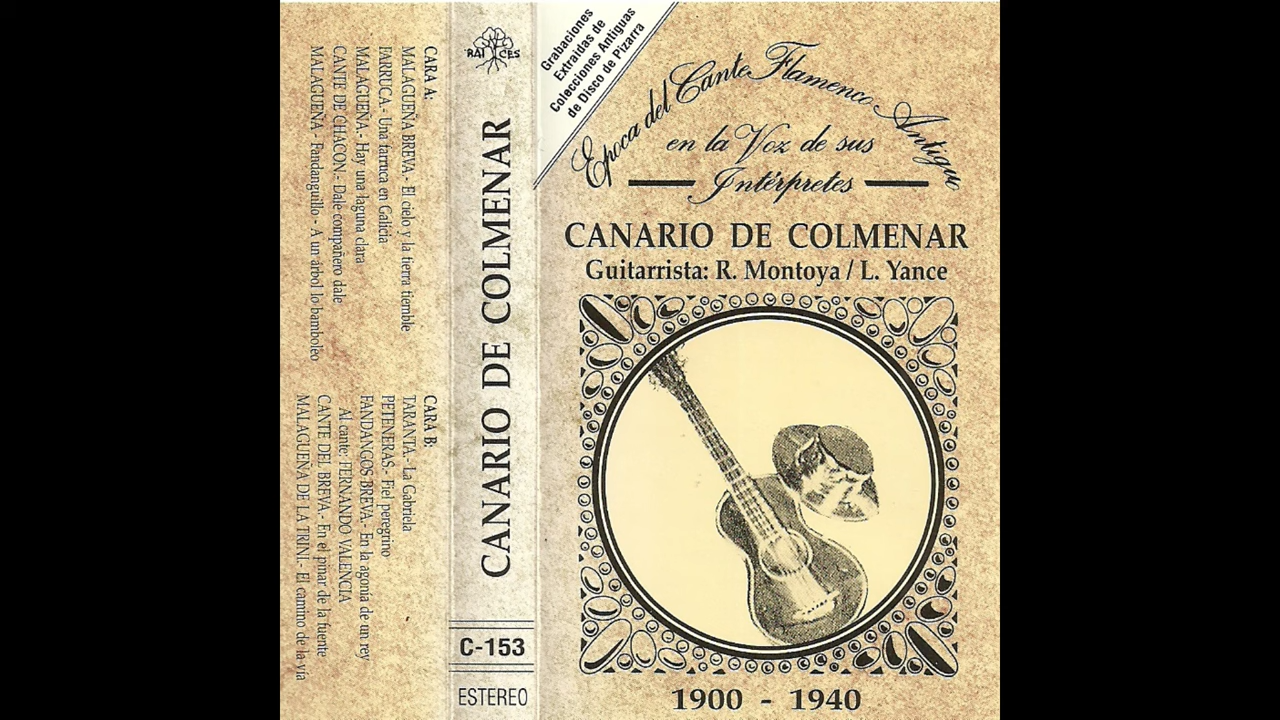 CARA A:
MALAGUEÑA BREVA.- El cielo y la tierra tiemble
FARRUCA.- Una farruca en Galicia
MALAGUEÑA.- Hay una laguna clara
CANTE DE CHACON.- Dale compañero dale
MALAGUEÑA - Fandanguillo - A un árbol lo bamboleo
CARA B:
TARANTA.- La Gabriela
PETENERAS.- Fiel peregrino
FANDANGOS BREVA.- En la agonía de un rey
Al cante: FERNANDO VALENCIA
CANTE DEL BREVA.- En el pinar de la fuente
MALAGUEÑA DE LA TRINI.- El camino de la vía
RAICES
CANARIO DE COLMENAR
C-153
ESTEREO
Grabaciones
Extraidas de
Colecciones Antiguas
de Disco de Pizarra
Epoca del Cante Flamenco Antiguo
en la Voz de sus
Intérpretes
CANARIO DE COLMENAR
Guitarrista: R. Montoya / L. Yance
1900 - 1940